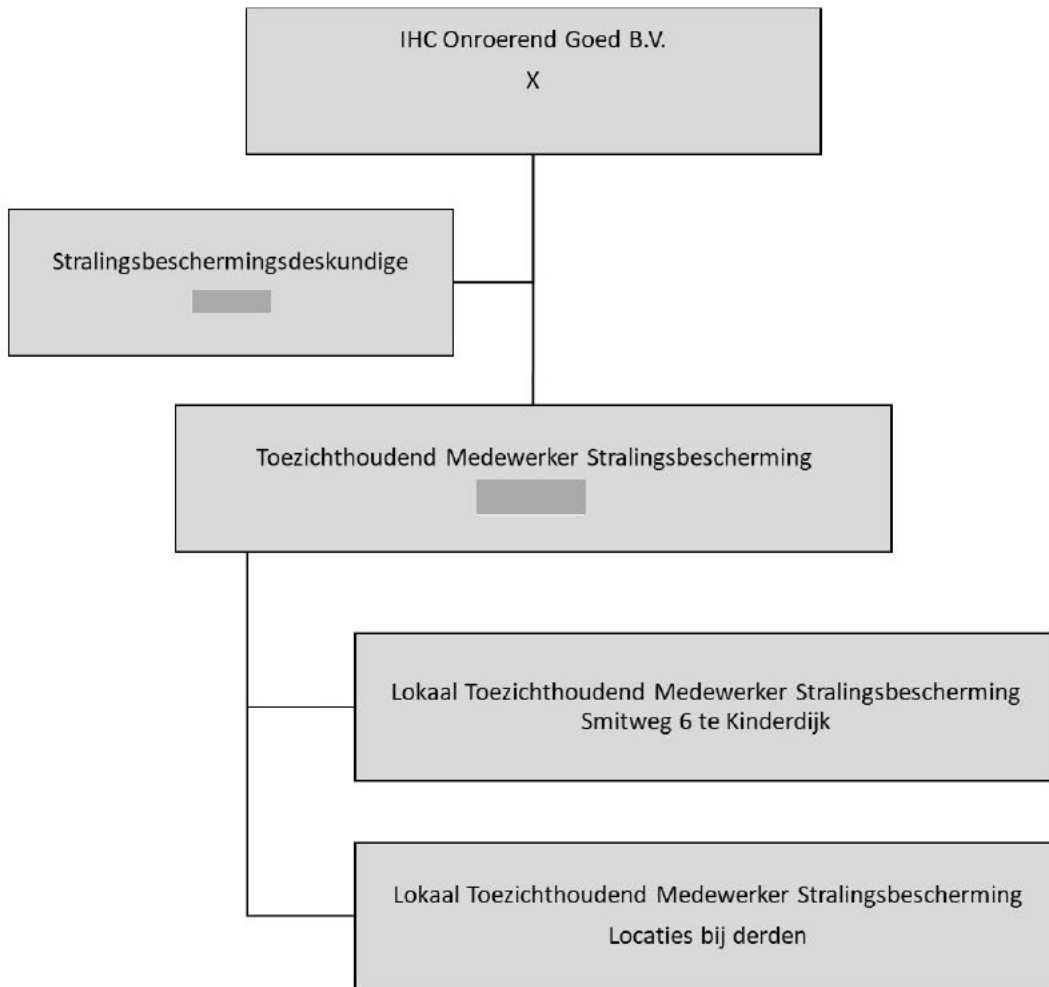 IHC Onroerend Goed B.V.
X
Stralingsbeschermingsdeskundige
Toezichthoudend Medewerker Stralingsbescherming
Lokaal Toezichthoudend Medewerker Stralingsbescherming
Smitweg 6 te Kinderdijk
Lokaal Toezichthoudend Medewerker Stralingsbescherming
Locaties bij derden